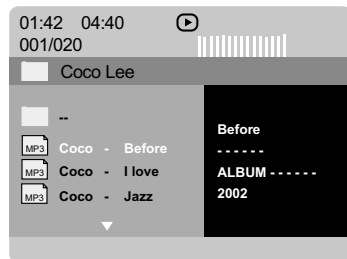 01:42 04:40
001/020
Coco Lee
--
MP3 Coco - Before
MP3 Coco - I love
MP3 Coco - Jazz
Before
- - - - - -
ALBUM - - - - - -
2002